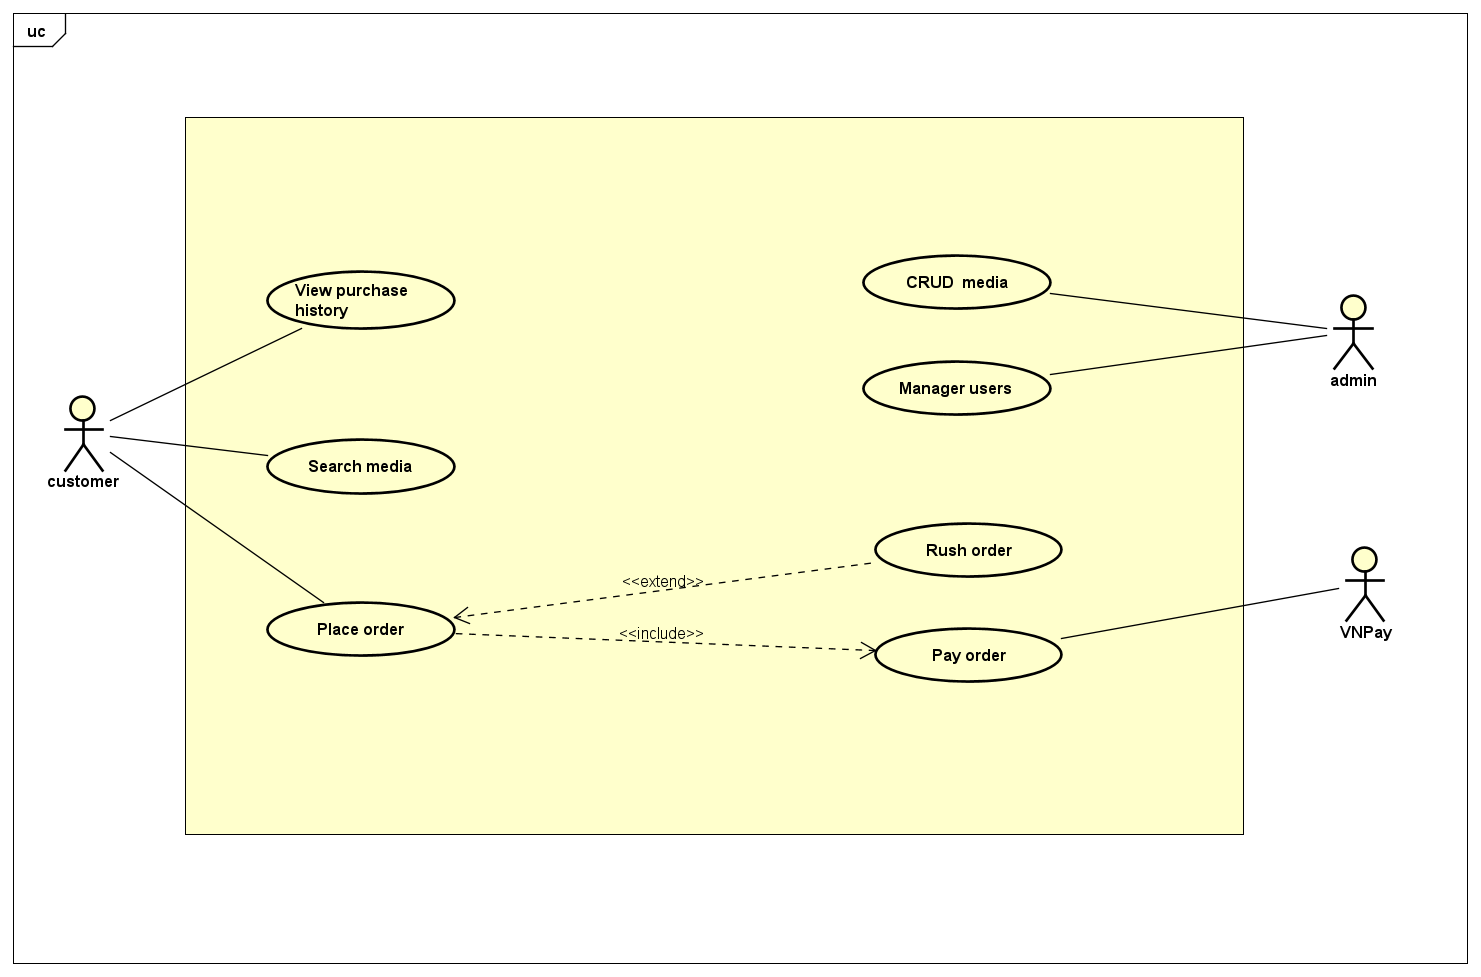 uc
View purchase
history
CRUD  media
admin
Manager users
customer
Search media
Rush order
<<extend>>
VNPay
Place order
<<include>>
Pay order